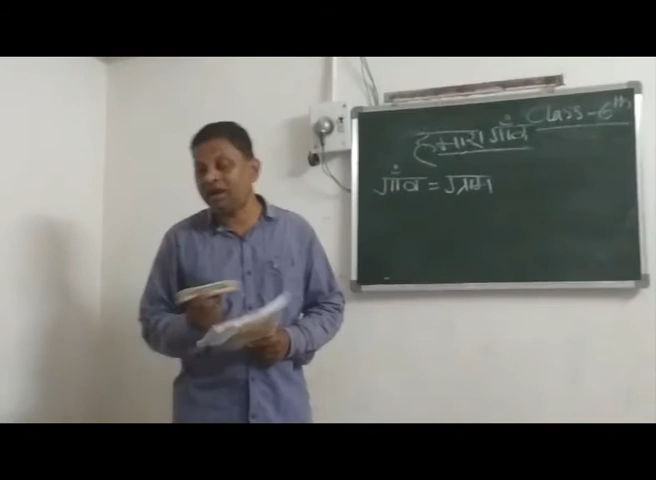 Class - 6th
हमारा गाँव
गाँव = ग्राम